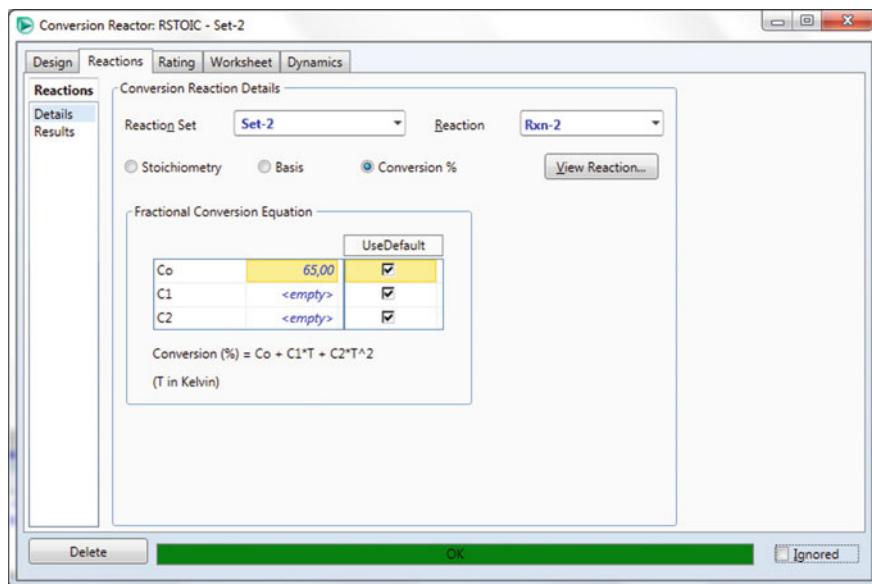 Conversion Reactor: RSTOIC - Set-2
Design Reactions Rating Worksheet Dynamics
Reactions
Details
Results
Conversion Reaction Details
Reaction Set Set-2 Reaction Rxn-2
Stoichiometry Basis Conversion % View Reaction...
Fractional Conversion Equation
UseDefault
Co 65,00
C1 <empty>
C2 <empty>
Conversion (%) = Co + C1*T + C2*T^2
(T in Kelvin)
Delete OK Ignored